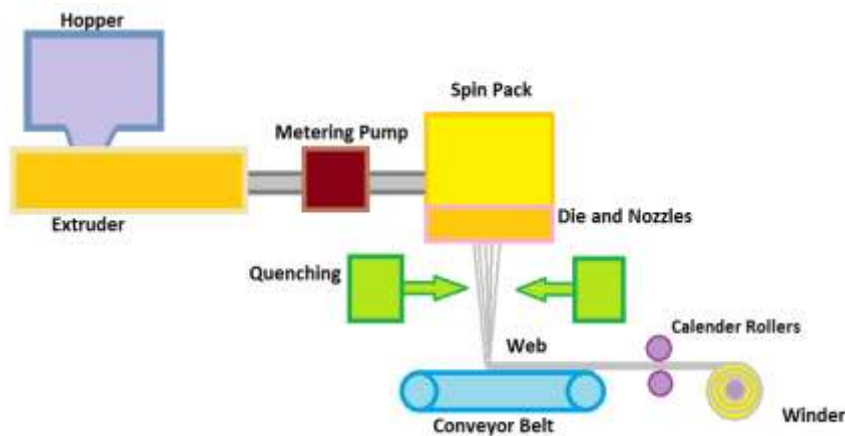 Hopper
Spin Pack
Metering Pump
Extruder
Die and Nozzles
Quenching
Calender Rollers
Web
Winder
Conveyor Belt